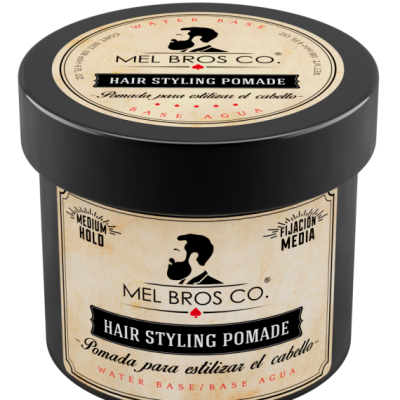 WATER BASE
MEL BROS CO.®
HAIR STYLING POMADE
Pomada para estilizar el cabello
BASE AGUA
MEDIUM
HOLD
FIJACIÓN
MEDIA
MEL BROS CO.®
HAIR STYLING POMADE
-Pomada para estilizar el cabello-
WATER BASE/BASE AGUA